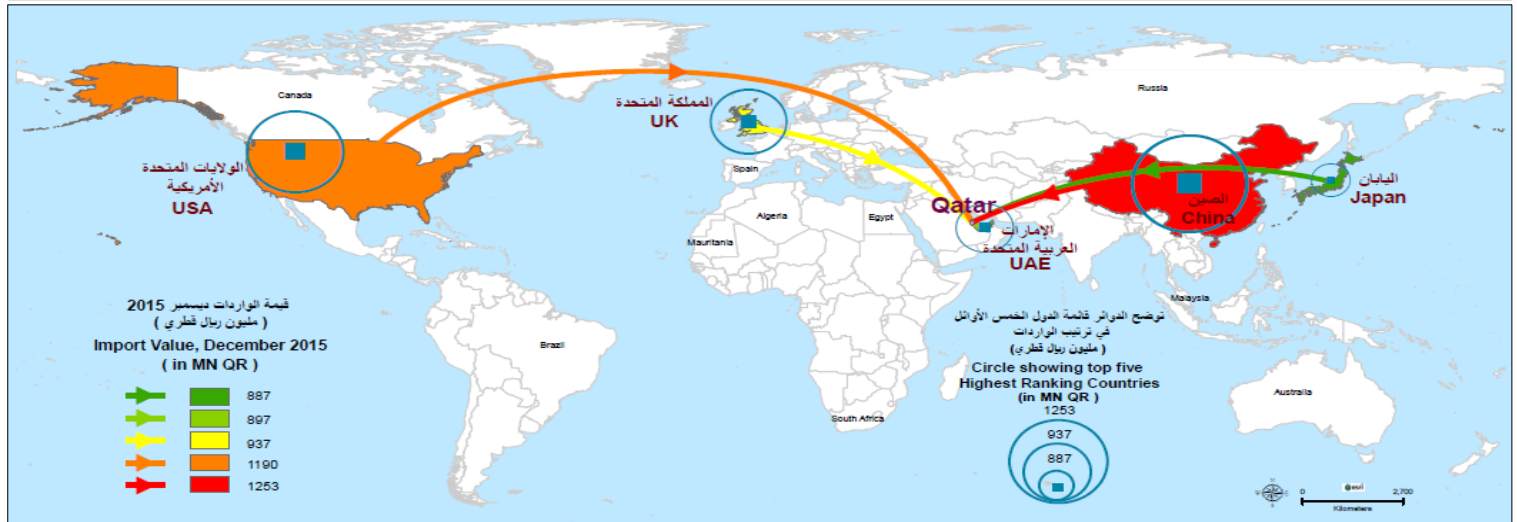 Canada
Russia
المملكة المتحدة
UK
الولايات المتحدة
الأمريكية
USA
Spain
اليابان
Japan
الصين
China
Qatar
Algeria
Egypt
Mauritania
الإمارات
العربية المتحدة
UAE
Malaysia
Brazil
Australia
South Africa
قيمة الواردات ديسمبر 2015
( مليون ريال قطري )
Import Value, December 2015
( in MN QR )
887
897
937
1190
1253
توضح الدوائر قائمة الدول الخمس الأوائل
في ترتيب الواردات
( مليون ريال قطري)
Circle showing top five
Highest Ranking Countries
(in MN QR )
1253
937
887
esri
0 2,700
Kilometers